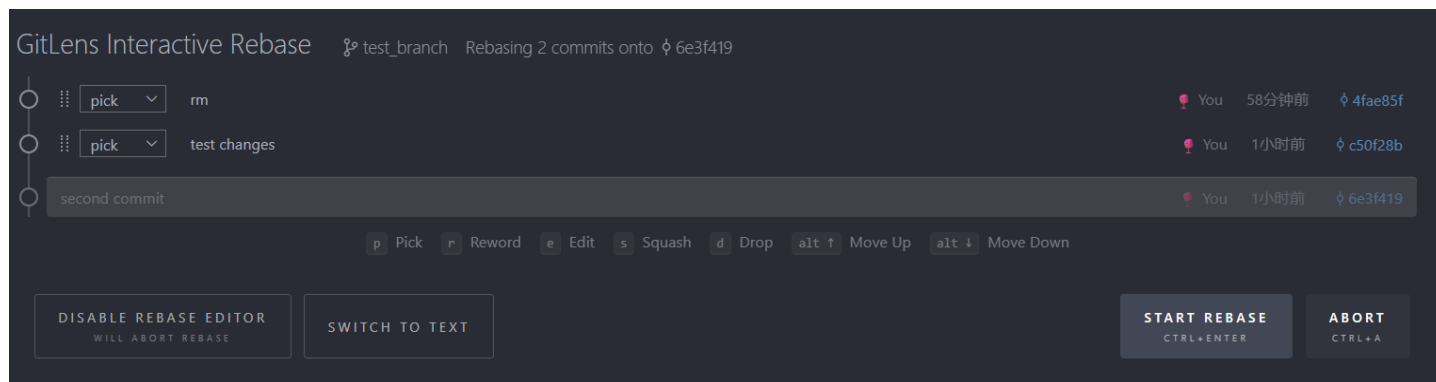 GitLens Interactive Rebase test_branch Rebasing 2 commits onto 6e3f419
pick rm You 58分钟前 4fae85f
pick test changes You 1小时前 c50f28b
second commit You 1小时前 6e3f419
p Pick r Reword e Edit s Squash d Drop alt ↑ Move Up alt ↓ Move Down
DISABLE REBASE EDITOR
WILL ABORT REBASE
SWITCH TO TEXT
START REBASE
CTRL+ENTER
ABORT
CTRL+A